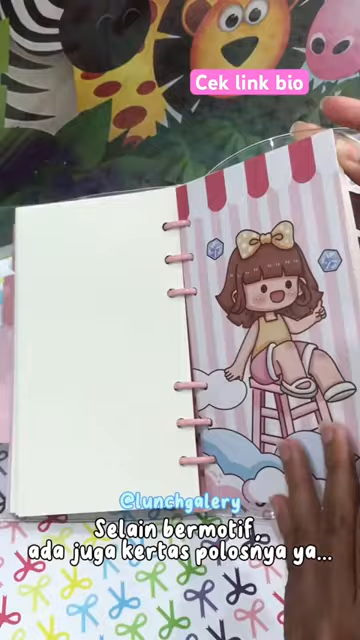 Cek link bio
@lunchgalery
Selain bermotif,
ada juga kertas polosnya ya...